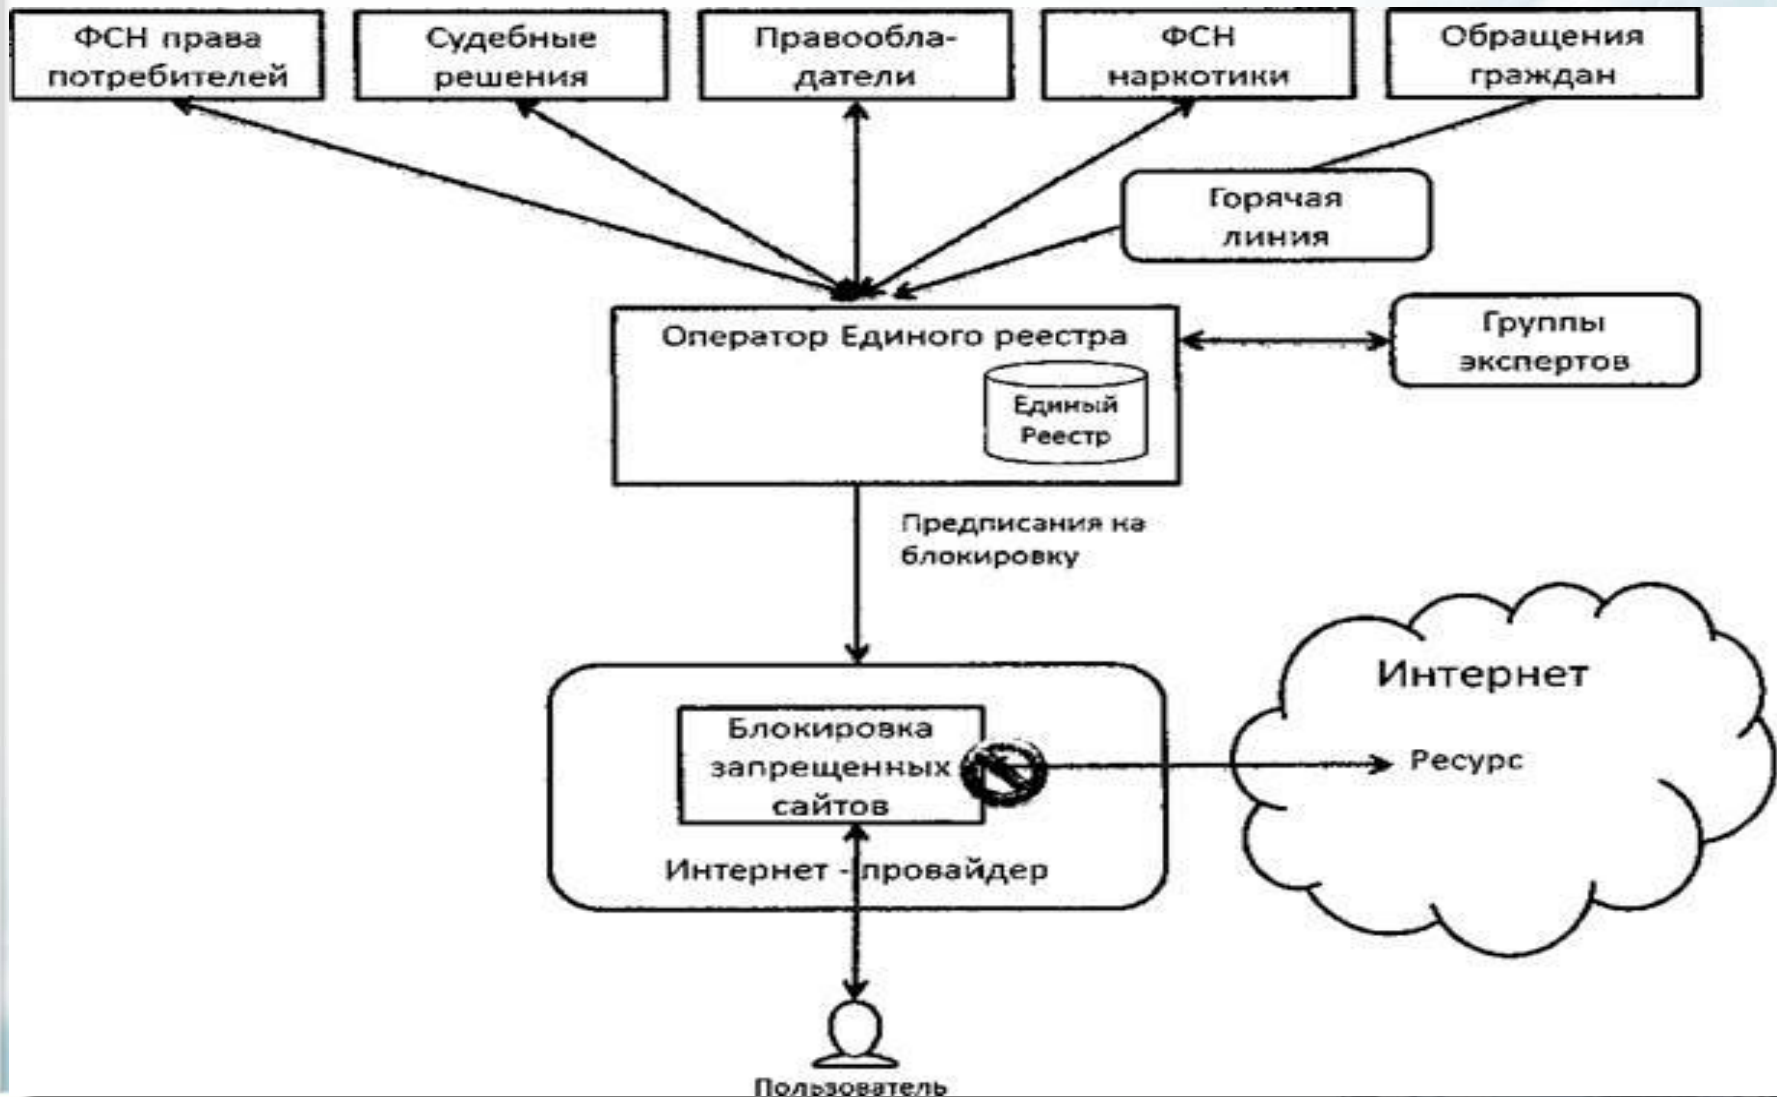 ФСН права
потребителей
Судебные
решения
Правообла-
датели
ФСН
наркотики
Обращения
граждан
Горячая
линия
Оператор Единого реестра
Группы
экспертов
Единый
Реестр
Предписания на
блокировку
Интернет
Блокировка
запрещенных
сайтов
Ресурс
Интернет - провайдер
Пользователь